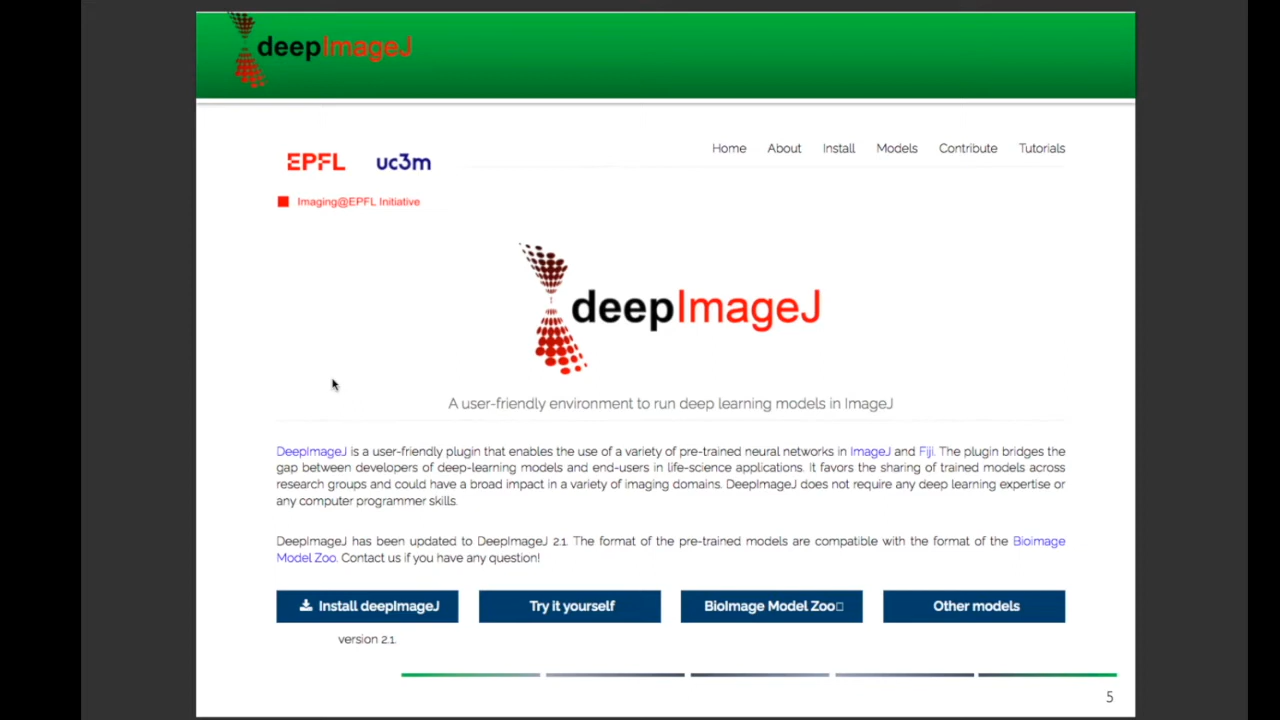 deepImageJ
Home About Install Models Contribute Tutorials
EPFL uc3m
Imaging@EPFL Initiative
deepImageJ
A user-friendly environment to run deep learning models in ImageJ
DeepImageJ is a user-friendly plugin that enables the use of a variety of pre-trained neural networks in ImageJ and Fiji. The plugin bridges the
gap between developers of deep-learning models and end-users in life-science applications. It favors the sharing of trained models across
research groups and could have a broad impact in a variety of imaging domains. DeepImageJ does not require any deep learning expertise or
any computer programmer skills.
DeepImageJ has been updated to DeepImageJ 2.1. The format of the pre-trained models are compatible with the format of the Bioimage
Model Zoo. Contact us if you have any question!
Install deepImageJ Try it yourself BioImage Model Zoo Other models
version 2.1.
5